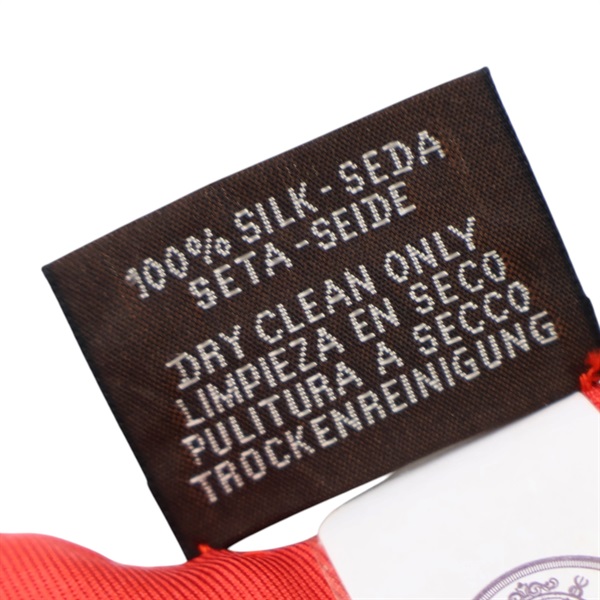 100% SILK-SEDA
SETA-SEIDE
DRY CLEAN ONLY
LIMPIEZA EN SECO
PULITURA A SECCO
TROCKENREINIGUNG